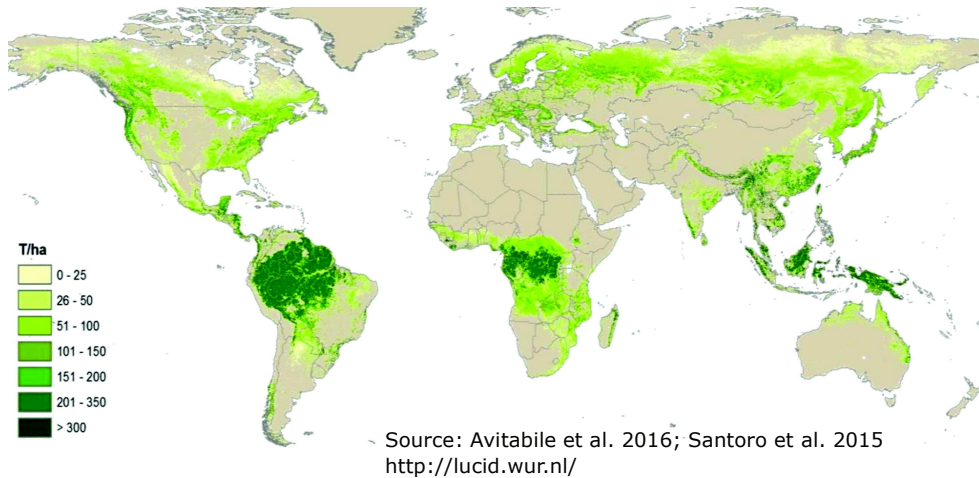 T/ha
0 - 25
26 - 50
51 - 100
101 - 150
151 - 200
201 - 350
> 300
Source: Avitabile et al. 2016; Santoro et al. 2015
http://lucid.wur.nl/